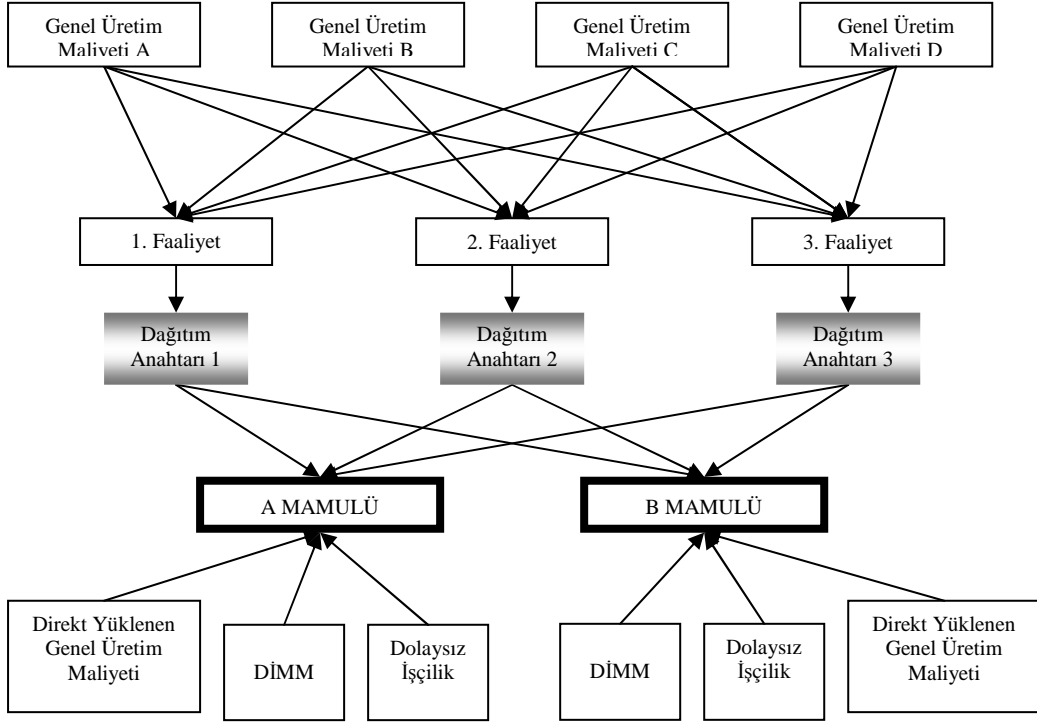 Genel Üretim
Maliyeti A
Genel Üretim
Maliyeti B
Genel Üretim
Maliyeti C
Genel Üretim
Maliyeti D
1. Faaliyet
2. Faaliyet
3. Faaliyet
Dağıtım
Anahtarı 1
Dağıtım
Anahtarı 2
Dağıtım
Anahtarı 3
A MAMULÜ
B MAMULÜ
Direkt Yüklenen
Genel Üretim
Maliyeti
DİMM
Dolaysız
İşçilik
DİMM
Dolaysız
İşçilik
Direkt Yüklenen
Genel Üretim
Maliyeti